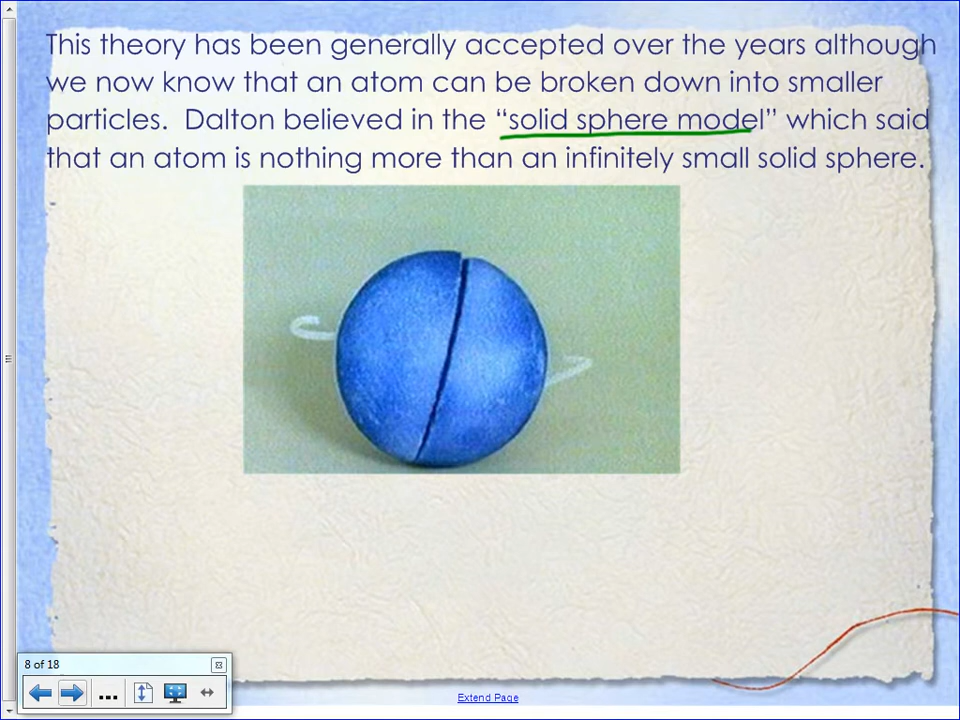 This theory has been generally accepted over the years although
we now know that an atom can be broken down into smaller
particles. Dalton believed in the “solid sphere model” which said
that an atom is nothing more than an infinitely small solid sphere.
8 of 18
...
Extend Page